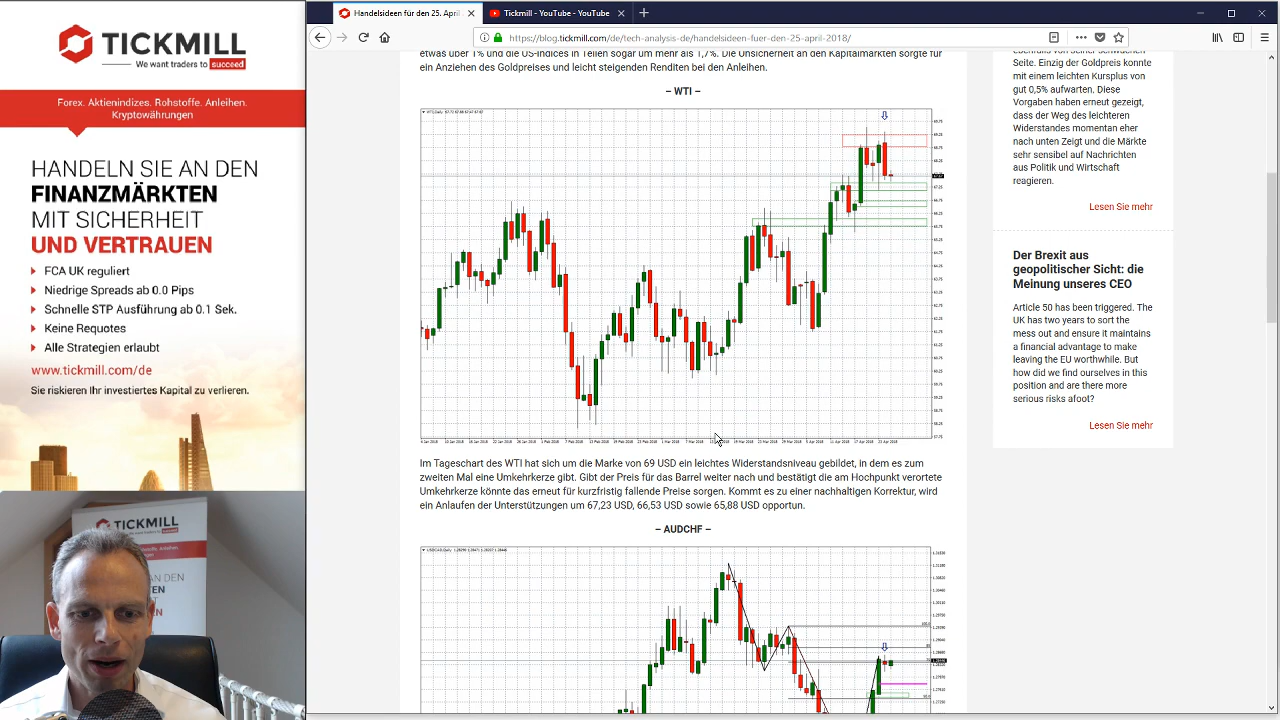 TICKMILL
We want traders to succeed
Forex. Aktienindizes. Rohstoffe. Anleihen.
Kryptowährungen
HANDELN SIE AN DEN
FINANZMÄRKTEN
MIT SICHERHEIT
UND VERTRAUEN
FCA UK reguliert
Niedrige Spreads ab 0.0 Pips
Schnelle STP Ausführung ab 0.1 Sek.
Keine Requotes
Alle Strategien erlaubt
www.tickmill.com/de
Sie riskieren Ihr investiertes Kapital zu verlieren.
TICKMILL
Handelsideen für den 25. April
Tickmill - YouTube - YouTube
https://blog.tickmill.com/de/tech-analysis-de/handelsideen-fuer-den-25-april-2018/
etwas über 1% und die US-Indices in Teilen sogar um mehr als 1,7%. Die Unsicherheit an den Kapitalmärkten sorgte für
ein Anziehen des Goldpreises und leicht steigenden Renditen bei den Anleihen.
– WTI –
Im Tageschart des WTI hat sich um die Marke von 69 USD ein leichtes Widerstandsniveau gebildet, in dem es zum
zweiten Mal eine Umkehrkerze gibt. Gibt der Preis für das Barrel weiter nach und bestätigt die am Hochpunkt verortete
Umkehrkerze könnte das erneut für kurzfristig fallende Preise sorgen. Kommt es zu einer nachhaltigen Korrektur, wird
ein Anlaufen der Unterstützungen um 67,23 USD, 66,53 USD sowie 65,88 USD opportun.
– AUDCHF –
Seite. Einzig der Goldpreis konnte
mit einem leichten Kursplus von
gut 0,5% aufwarten. Diese
Vorgaben haben erneut gezeigt,
dass der Weg des leichteren
Widerstandes momentan eher
nach unten Zeigt und die Märkte
sehr sensibel auf Nachrichten
aus Politik und Wirtschaft
reagieren.
Lesen Sie mehr
Der Brexit aus
geopolitischer Sicht: die
Meinung unseres CEO
Article 50 has been triggered. The
UK has two years to sort the
mess out and ensure it maintains
a financial advantage to make
leaving the EU worthwhile. But
how did we find ourselves in this
position and are there more
serious risks afoot?
Lesen Sie mehr